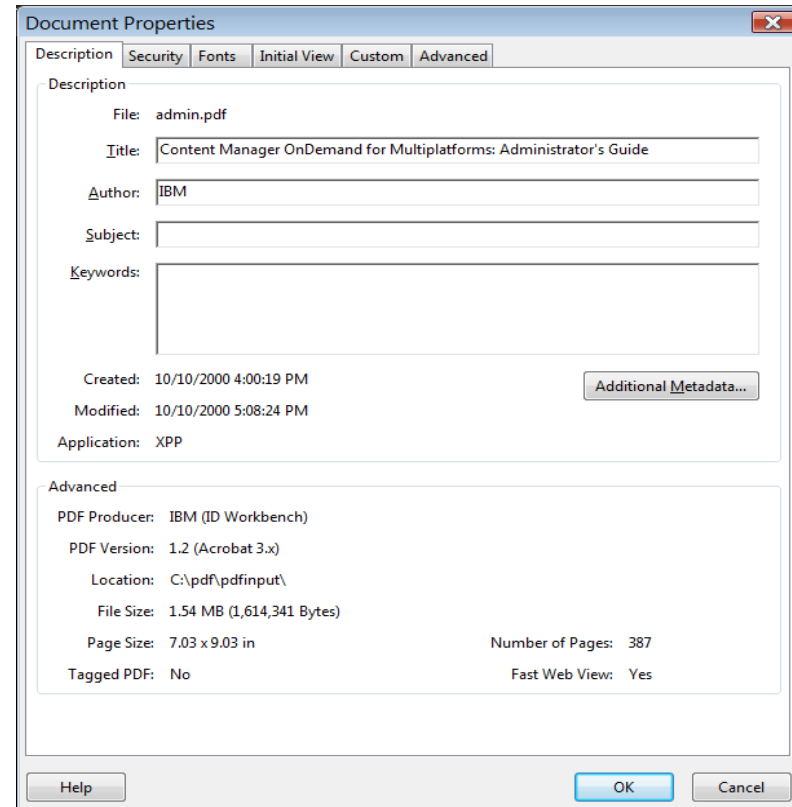 Document Properties
Description Security Fonts Initial View Custom Advanced
Description
File: admin.pdf
Title: Content Manager OnDemand for Multiplatforms: Administrator's Guide
Author: IBM
Subject:
Keywords:
Created: 10/10/2000 4:00:19 PM
Additional Metadata...
Modified: 10/10/2000 5:08:24 PM
Application: XPP
Advanced
PDF Producer: IBM (ID Workbench)
PDF Version: 1.2 (Acrobat 3.x)
Location: C:\pdf\pdfinput\
File Size: 1.54 MB (1,614,341 Bytes)
Page Size: 7.03 x 9.03 in Number of Pages: 387
Tagged PDF: No Fast Web View: Yes
Help OK Cancel